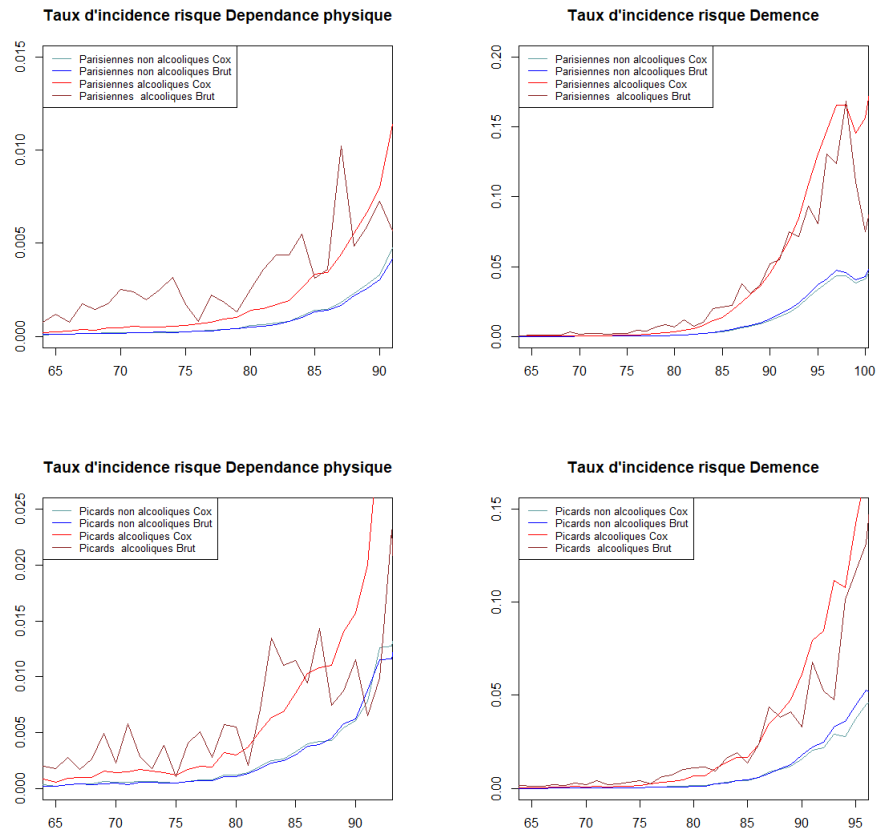 Taux d'incidence risque Dependance physique
0.015
0.010
0.005
0.000
Parisiennes non alcooliques Cox
Parisiennes non alcooliques Brut
Parisiennes alcooliques Cox
Parisiennes alcooliques Brut
65 70 75 80 85 90
Taux d'incidence risque Demence
0.20
0.15
0.10
0.05
0.00
Parisiennes non alcooliques Cox
Parisiennes non alcooliques Brut
Parisiennes alcooliques Cox
Parisiennes alcooliques Brut
65 70 75 80 85 90 95 100
Taux d'incidence risque Dependance physique
0.025
0.020
0.015
0.010
0.005
0.000
Picards non alcooliques Cox
Picards non alcooliques Brut
Picards alcooliques Cox
Picards alcooliques Brut
65 70 75 80 85 90
Taux d'incidence risque Demence
0.15
0.10
0.05
0.00
Picards non alcooliques Cox
Picards non alcooliques Brut
Picards alcooliques Cox
Picards alcooliques Brut
65 70 75 80 85 90 95